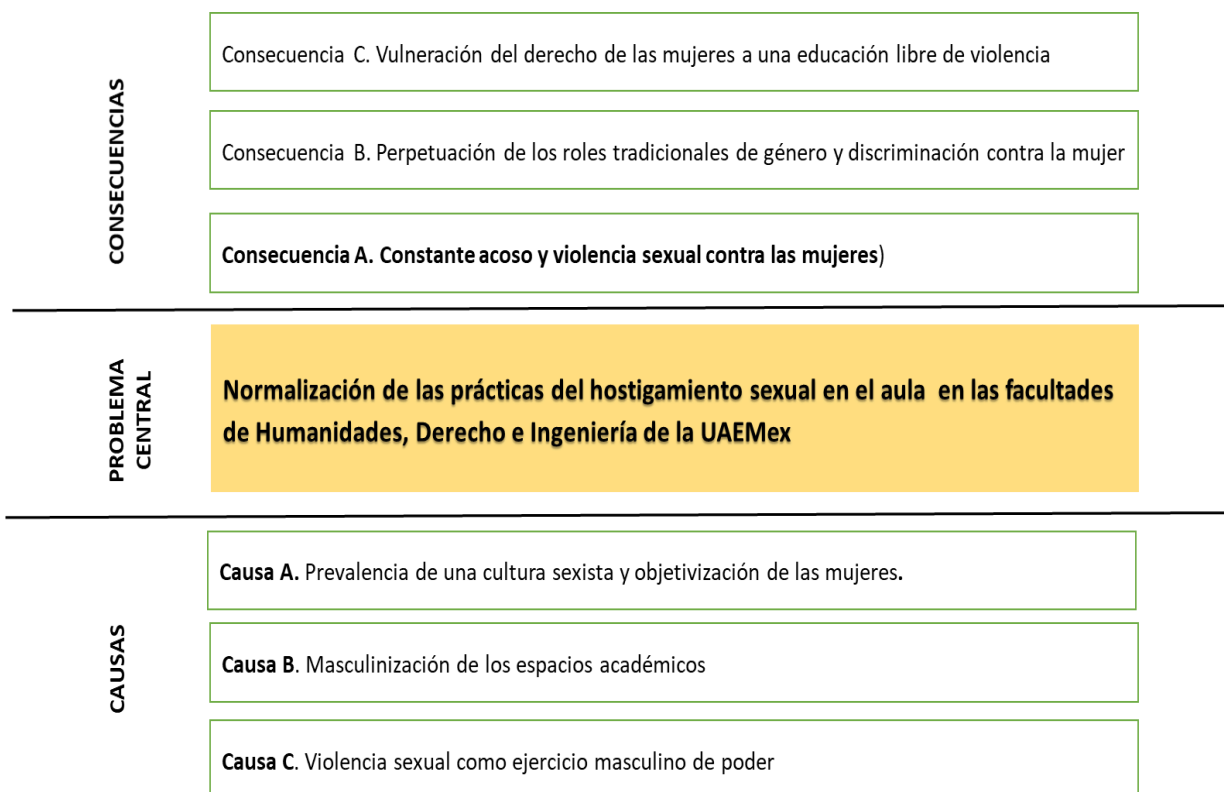 CONSECUENCIAS
Consecuencia C. Vulneración del derecho de las mujeres a una educación libre de violencia
Consecuencia B. Perpetuación de los roles tradicionales de género y discriminación contra la mujer
Consecuencia A. Constante acoso y violencia sexual contra las mujeres)
PROBLEMA
CENTRAL
Normalización de las prácticas del hostigamiento sexual en el aula en las facultades
de Humanidades, Derecho e Ingeniería de la UAEMex
CAUSAS
Causa A. Prevalencia de una cultura sexista y objetivización de las mujeres.
Causa B. Masculinización de los espacios académicos
Causa C. Violencia sexual como ejercicio masculino de poder